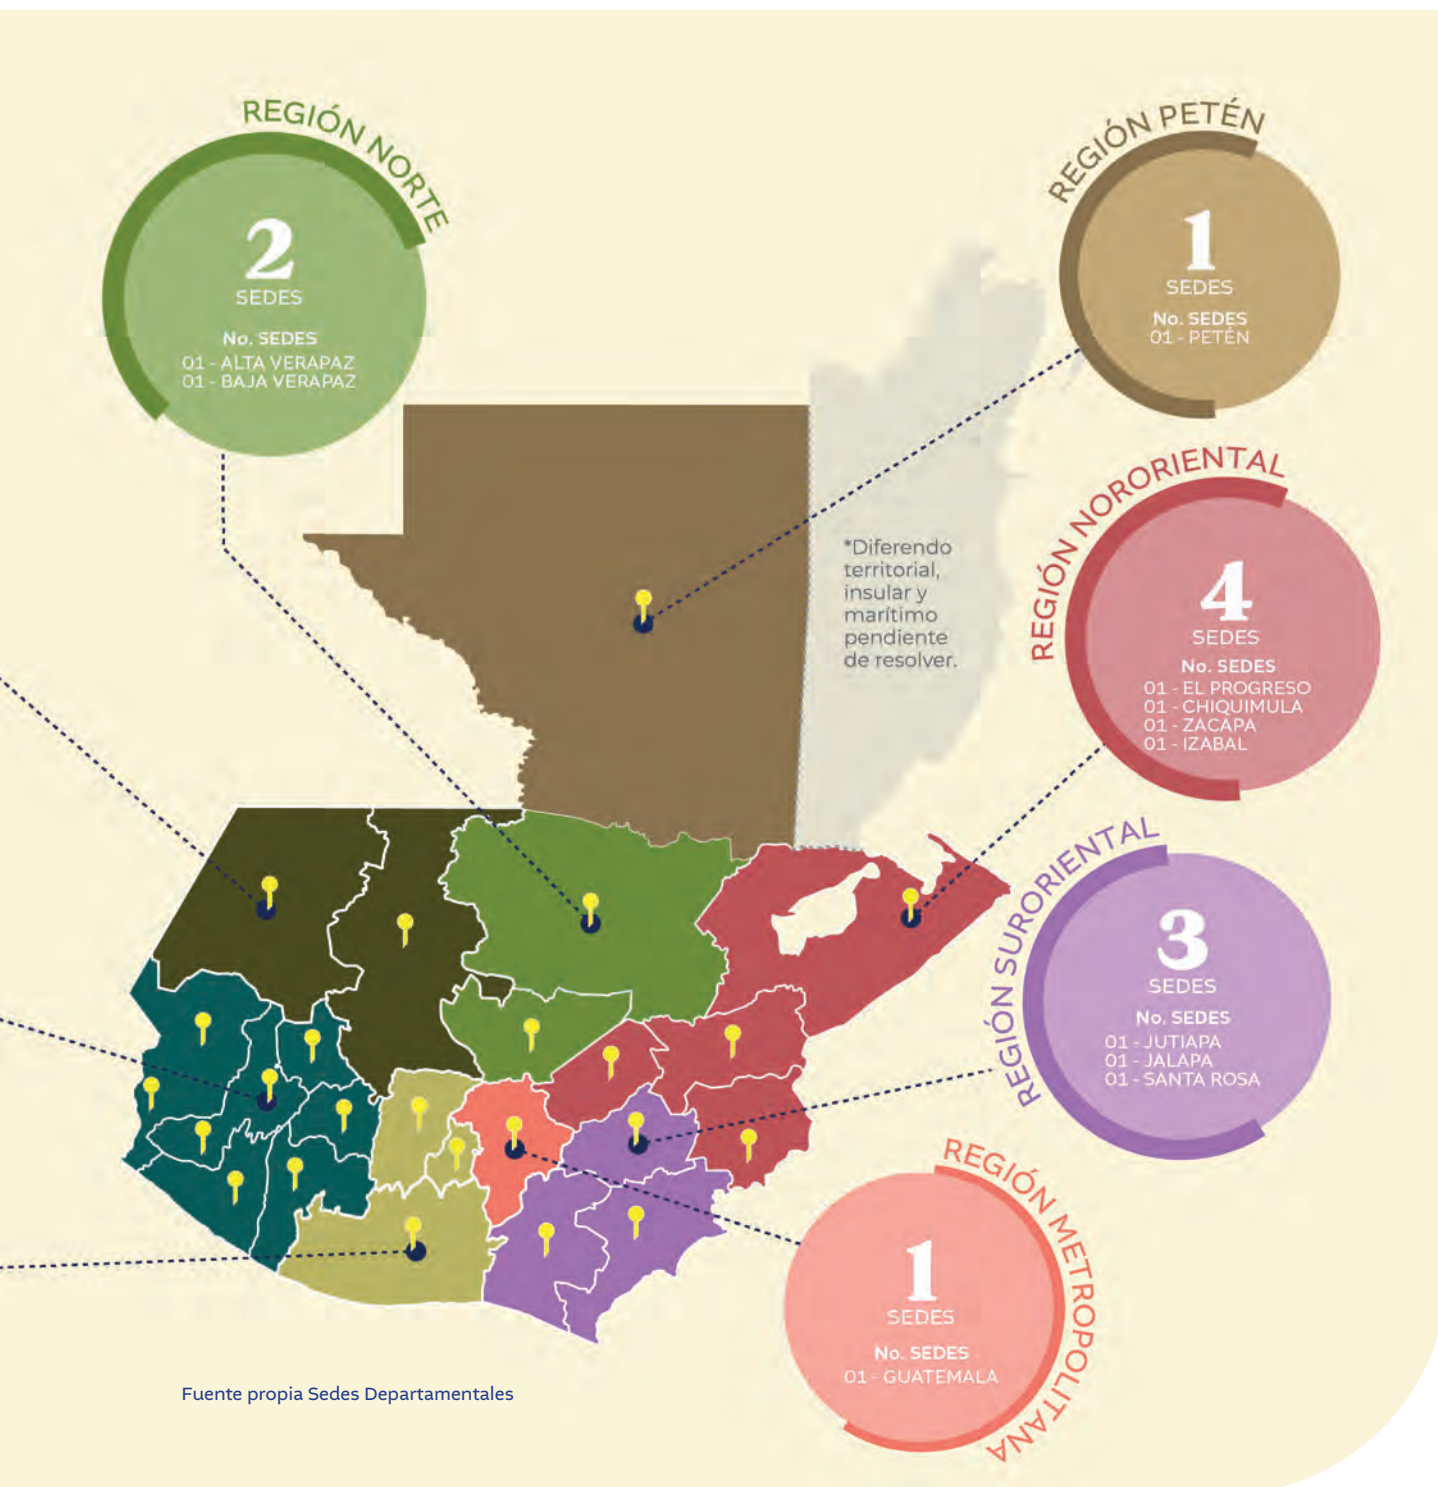 REGIÓN NORTE
2
SEDES
No. SEDES
01 - ALTA VERAPAZ
01 - BAJA VERAPAZ
REGIÓN PETÉN
1
SEDES
No. SEDES
01 - PETÉN
*Diferendo
territorial,
insular y
marítimo
pendiente
de resolver.
REGIÓN NORORIENTAL
4
SEDES
No. SEDES
01 - EL PROGRESO
01 - CHIQUIMULA
01 - ZACAPA
01 - IZABAL
REGIÓN SURORIENTAL
3
SEDES
No. SEDES
01 - JUTIAPA
01 - JALAPA
01 - SANTA ROSA
REGIÓN METROPOLITANA
1
SEDES
No. SEDES
01 - GUATEMALA
Fuente propia Sedes Departamentales